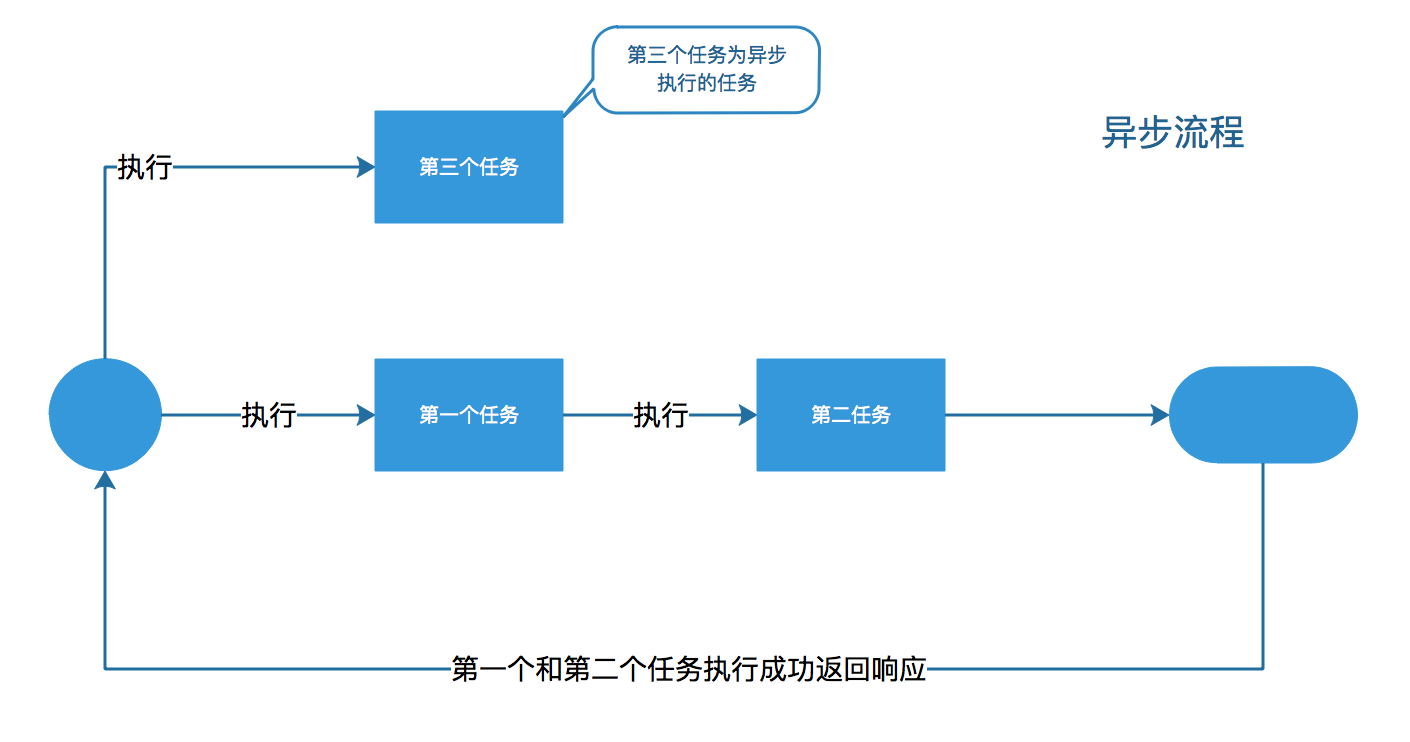 第三个任务为异步
执行的任务
异步流程
执行
第三个任务
执行
第一个任务
执行
第二任务
第一个和第二个任务执行成功返回响应